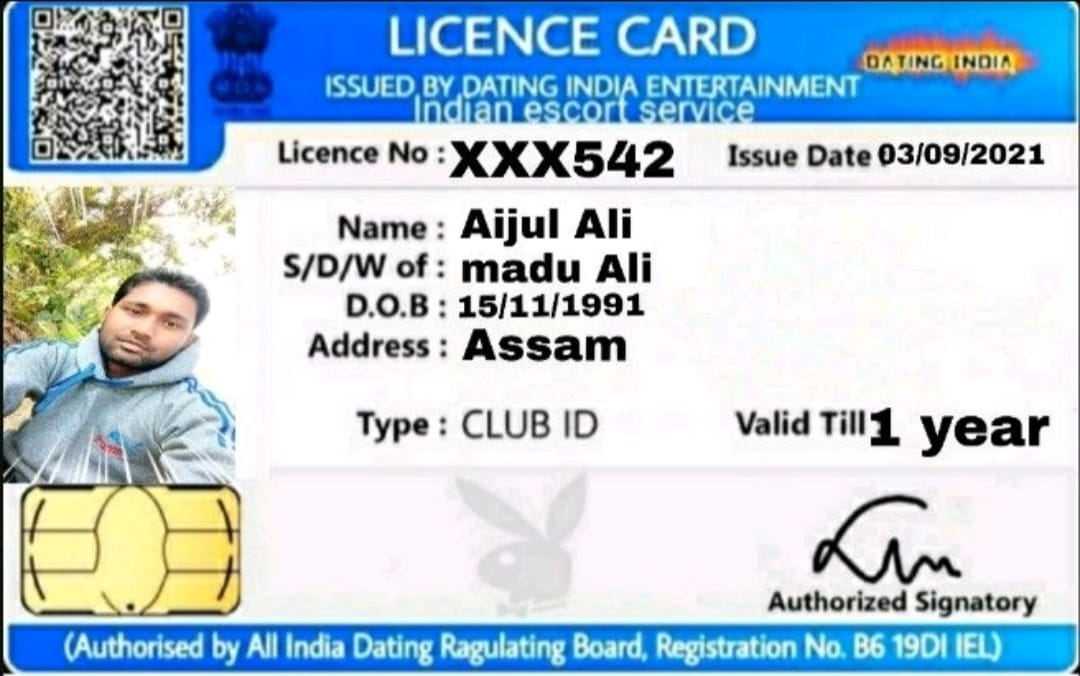 LICENCE CARD
DATING INDIA
ISSUED BY DATING INDIA ENTERTAINMENT
Indian escort service
Licence No : XXX542 Issue Date 03/09/2021
Name : Aijul Ali
S/D/W of : madu Ali
D.O.B : 15/11/1991
Address : Assam
Type : CLUB ID Valid Till 1 year
Authorized Signatory
(Authorised by All India Dating Ragulating Board, Registration No. B6 19DI IEL)